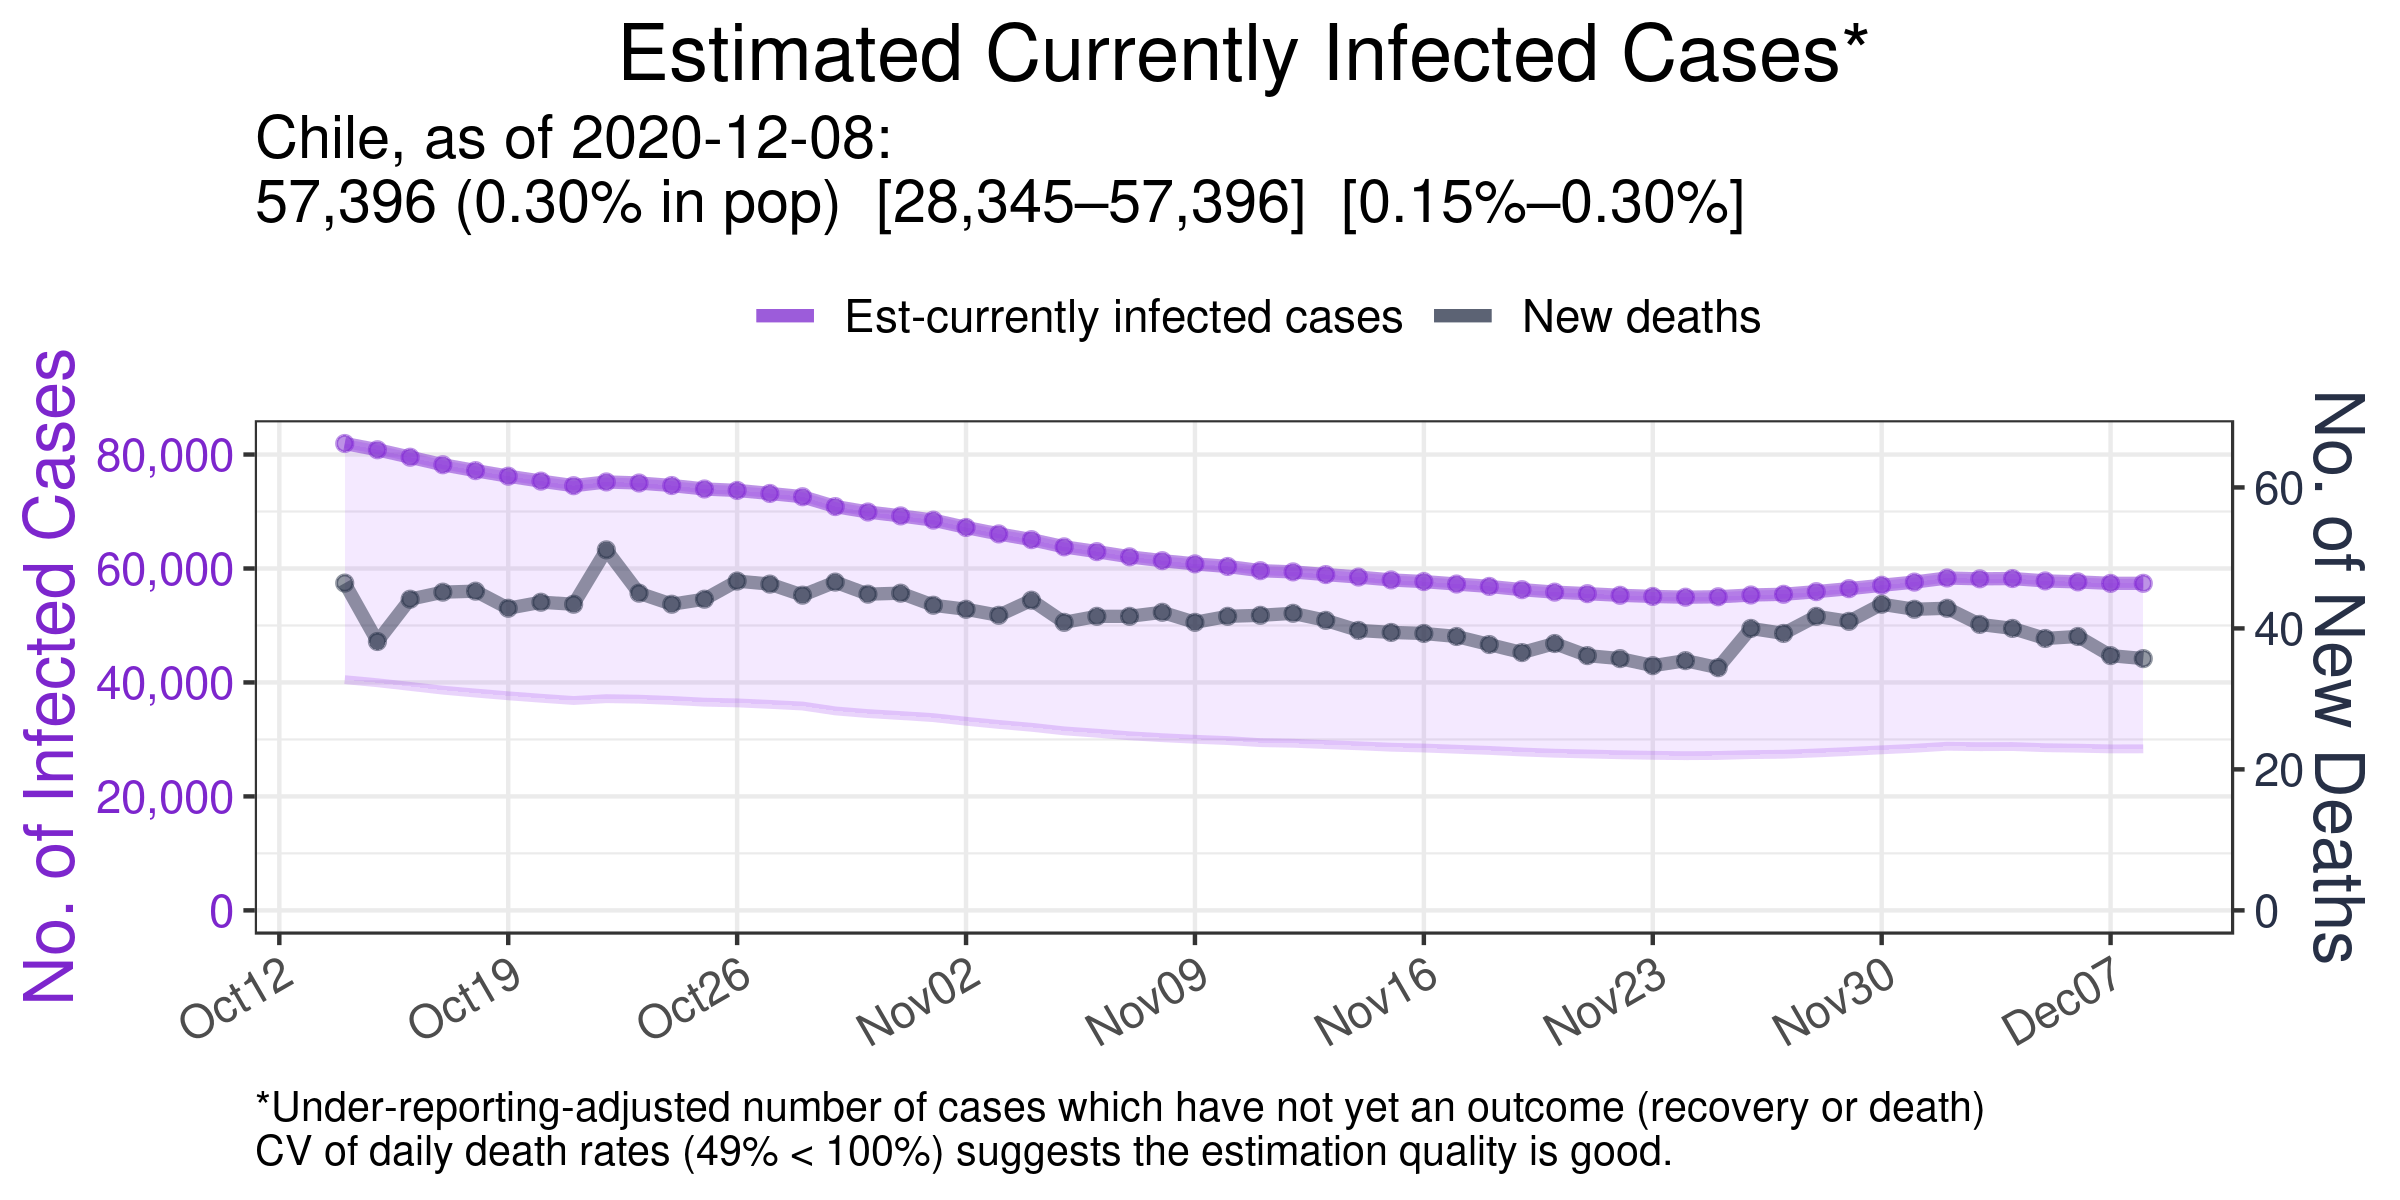 Estimated Currently Infected Cases*
Chile, as of 2020-12-08:
57,396 (0.30% in pop)  [28,345–57,396]  [0.15%–0.30%]
Est-currently infected cases
New deaths
No. of Infected Cases
80,000
60,000
40,000
20,000
0
60
40
20
0
No. of New Deaths
Oct12
Oct19
Oct26
Nov02
Nov09
Nov16
Nov23
Nov30
Dec07
*Under-reporting-adjusted number of cases which have not yet an outcome (recovery or death)
CV of daily death rates (49% < 100%) suggests the estimation quality is good.